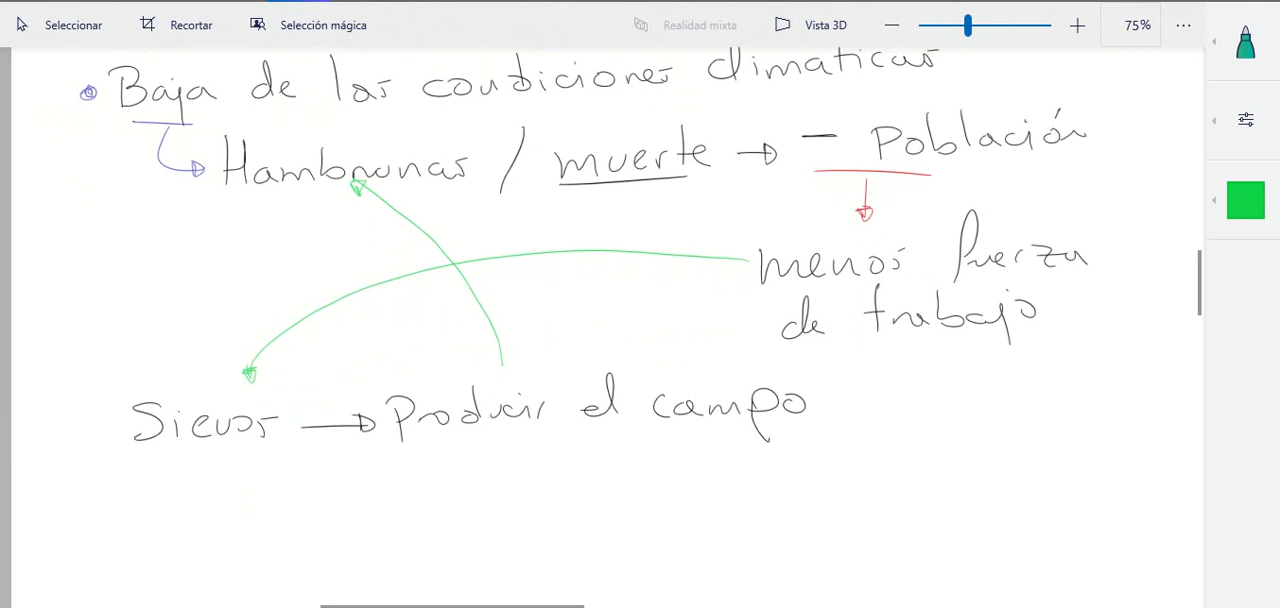 Seleccionar Recortar Selección mágica Realidad mixta Vista 3D 75%
Baja de las condiciones climaticas
Hambrunas / muerte → - Población
menos fuerza
de trabajo
Siervos → Producir el campo